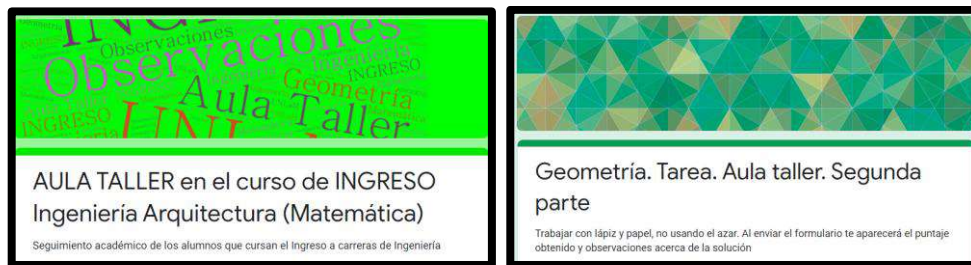 Observaciones
Observaciones
Ingeniería
INGRESO
Geometría
Aula Taller
INGRESO
AULA TALLER en el curso de INGRESO
Ingeniería Arquitectura (Matemática)
Seguimiento académico de los alumnos que cursan el Ingreso a carreras de Ingeniería
Geometría. Tarea. Aula taller. Segunda
parte
Trabajar con lápiz y papel, no usando el azar. Al enviar el formulario te aparecerá el puntaje
obtenido y observaciones acerca de la solución